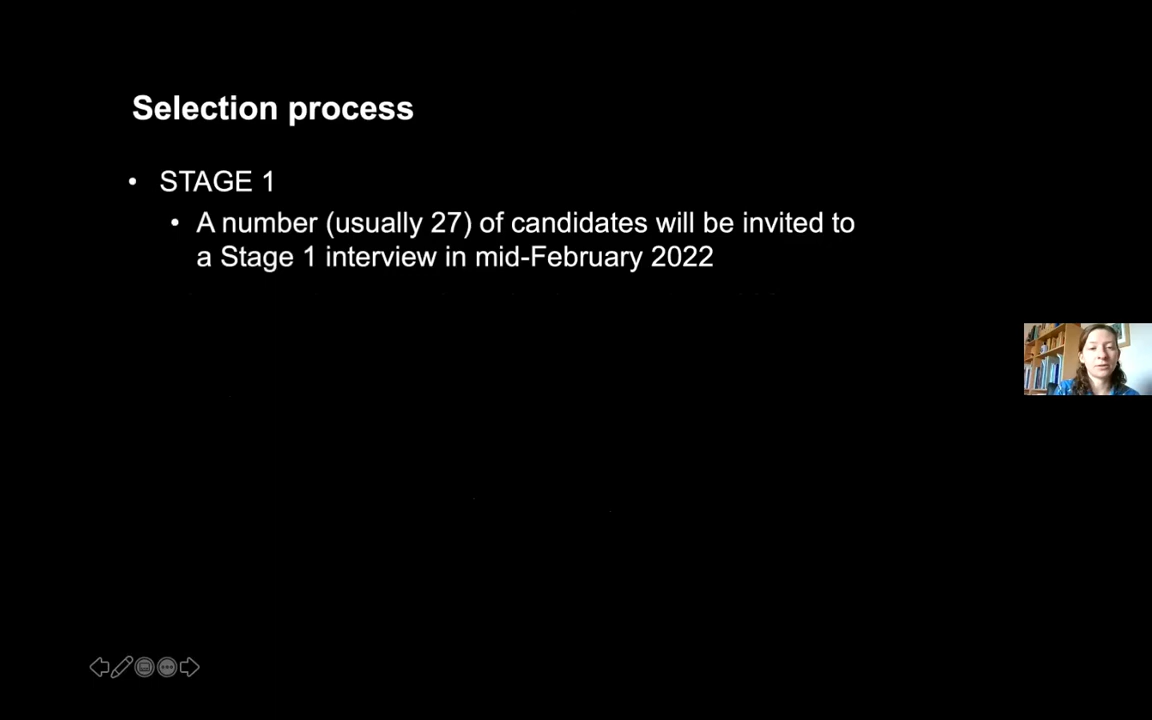 Selection process
• STAGE 1
• A number (usually 27) of candidates will be invited to
a Stage 1 interview in mid-February 2022